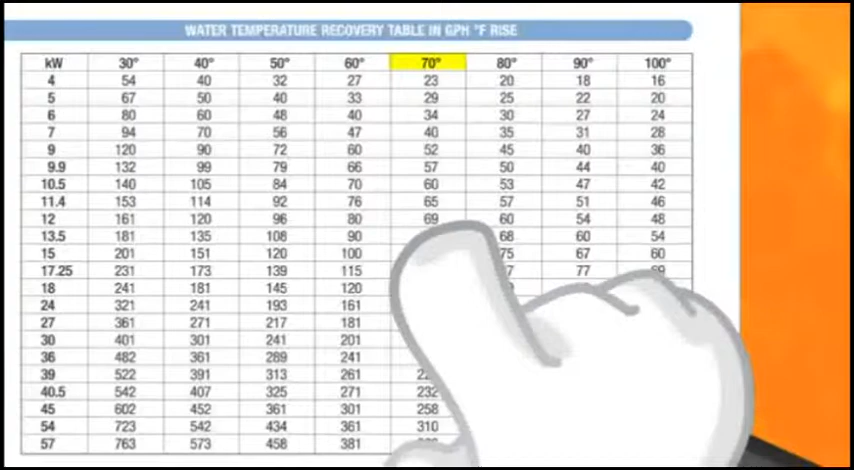 WATER TEMPERATURE RECOVERY TABLE IN GPH °F RISE
kW 30° 40° 50° 60° 70° 80° 90° 100°
4 54 40 32 27 23 20 18 16
5 67 50 40 33 29 25 22 20
6 80 60 48 40 34 30 27 24
7 94 70 56 47 40 35 31 28
9 120 90 72 60 52 45 40 36
9.9 132 99 79 66 57 50 44 40
10.5 140 105 84 70 60 53 47 42
11.4 153 114 92 76 65 57 51 46
12 161 120 96 80 69 60 54 48
13.5 181 135 108 90 68 60 54
15 201 151 120 100 75 67 60
17.25 231 173 139 115 77 69
18 241 181 145 120
24 321 241 193 161
27 361 271 217 181
30 401 301 241 201
36 482 361 289 241
39 522 391 313 261
40.5 542 407 325 271 232
45 602 452 361 301 258
54 723 542 434 361 310
57 763 573 458 381